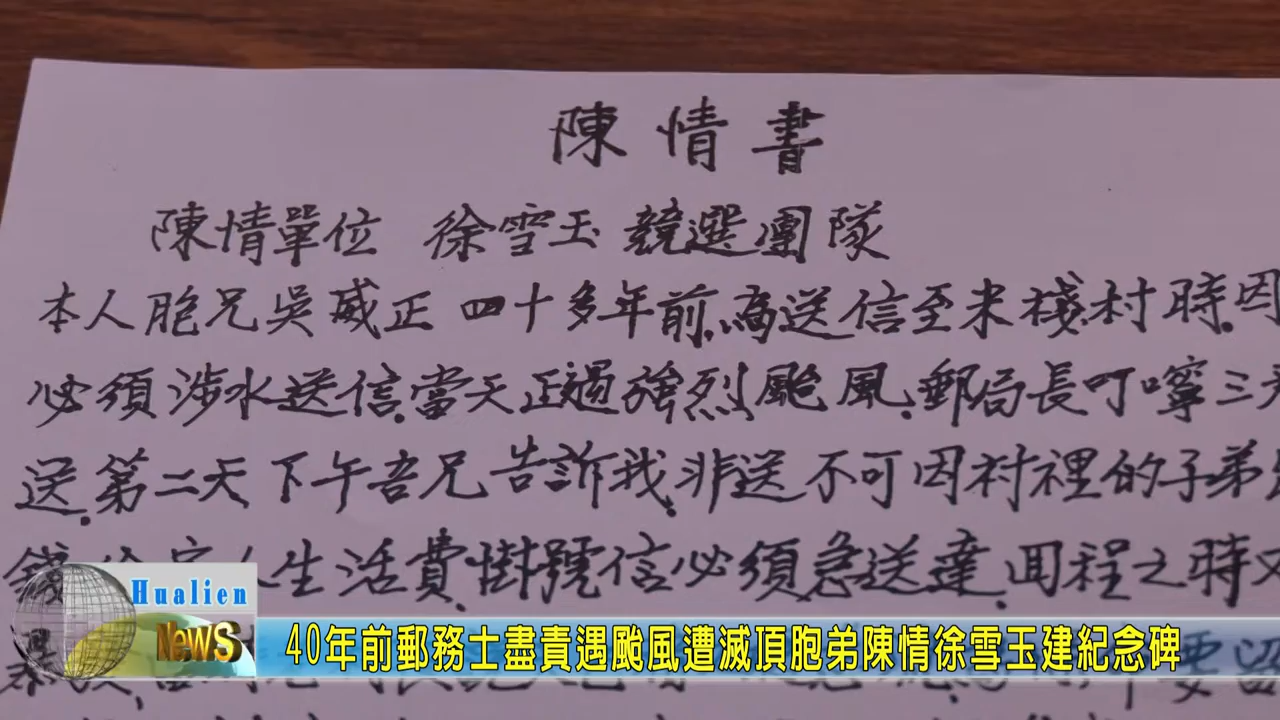 陳情書
陳情單位 徐雪玉 競選團隊
本人胞兄吳威正 四十多年前,為送信至米棧村時.因
必須涉水送信.當天正遇強烈颱風.郵局長叮嚀三
送.第二天下午吾兄告訴我.非送不可因村裡的子弟
錢 家人生活費.掛號信必須急送達.回程之時又
要留
Hualien
NewS
40年前郵務士盡責遇颱風遭滅頂胞弟陳情徐雪玉建紀念碑